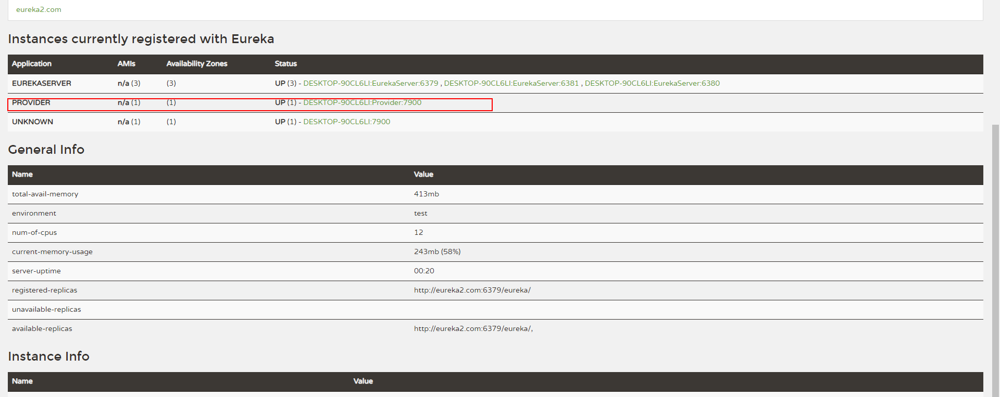 eureka2.com
Instances currently registered with Eureka
Application AMIs Availability Zones Status
EUREKASERVER n/a (3) (3) UP (3) - DESKTOP-90CL6LI:EurekaServer:6379 , DESKTOP-90CL6LI:EurekaServer:6381 , DESKTOP-90CL6LI:EurekaServer:6380
PROVIDER n/a (1) (1) UP (1) - DESKTOP-90CL6LI:Provider:7900
UNKNOWN n/a (1) (1) UP (1) - DESKTOP-90CL6LI:7900
General Info
Name Value
total-avail-memory 413mb
environment test
num-of-cpus 12
current-memory-usage 243mb (58%)
server-uptime 00:20
registered-replicas http://eureka2.com:6379/eureka/
unavailable-replicas
available-replicas http://eureka2.com:6379/eureka/,
Instance Info
Name Value